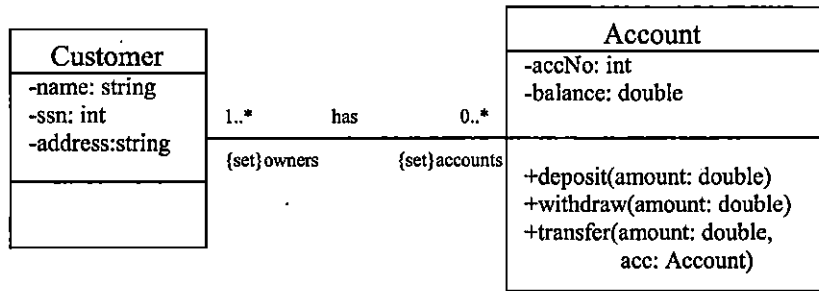 Customer
-name: string
-ssn: int
-address:string
1..* has 0..*
{set}owners {set}accounts
Account
-accNo: int
-balance: double
+deposit(amount: double)
+withdraw(amount: double)
+transfer(amount: double,
acc: Account)